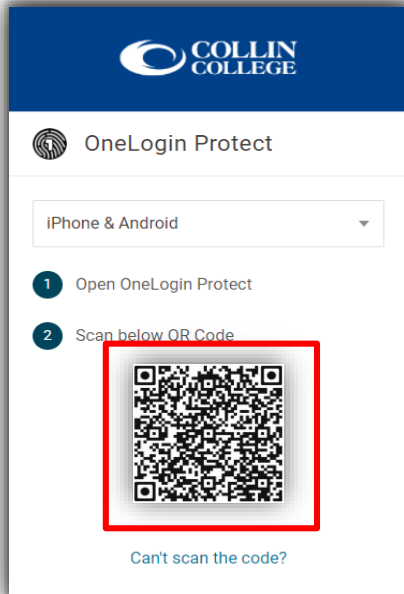 COLLIN
COLLEGE
1
OneLogin Protect
iPhone & Android
1 Open OneLogin Protect
2 Scan below QR Code
Can't scan the code?